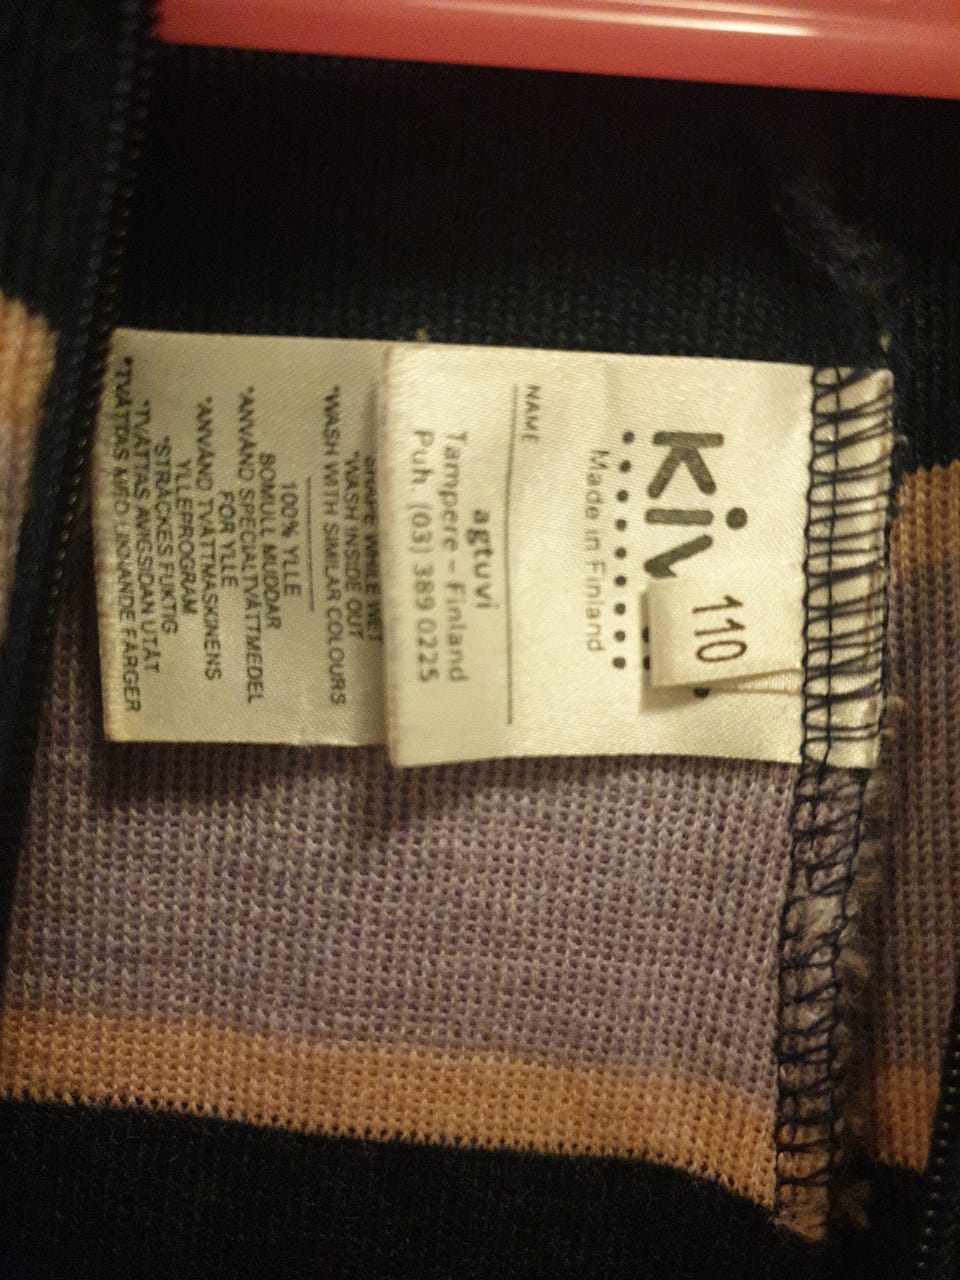 110
Made in Finland
NAME
agtuvi
Tampere – Finland
Puh. (03) 389 0225
WHILE WET
*WASH INSIDE OUT
*WASH WITH SIMILAR COLOURS
100% YLLE
BOMULL MUDDAR
*ANVÄND SPECIALTVÄTTMEDEL
FÖR YLLE
*ANVÄND TVÄTTMASKINENS
YLLEPROGRAM
*STRÄCKES FUKTIG
*TVÄTTAS AVIGSIDAN UTÅT
*TVÄTTAS MED LIKNANDE FÄRGER